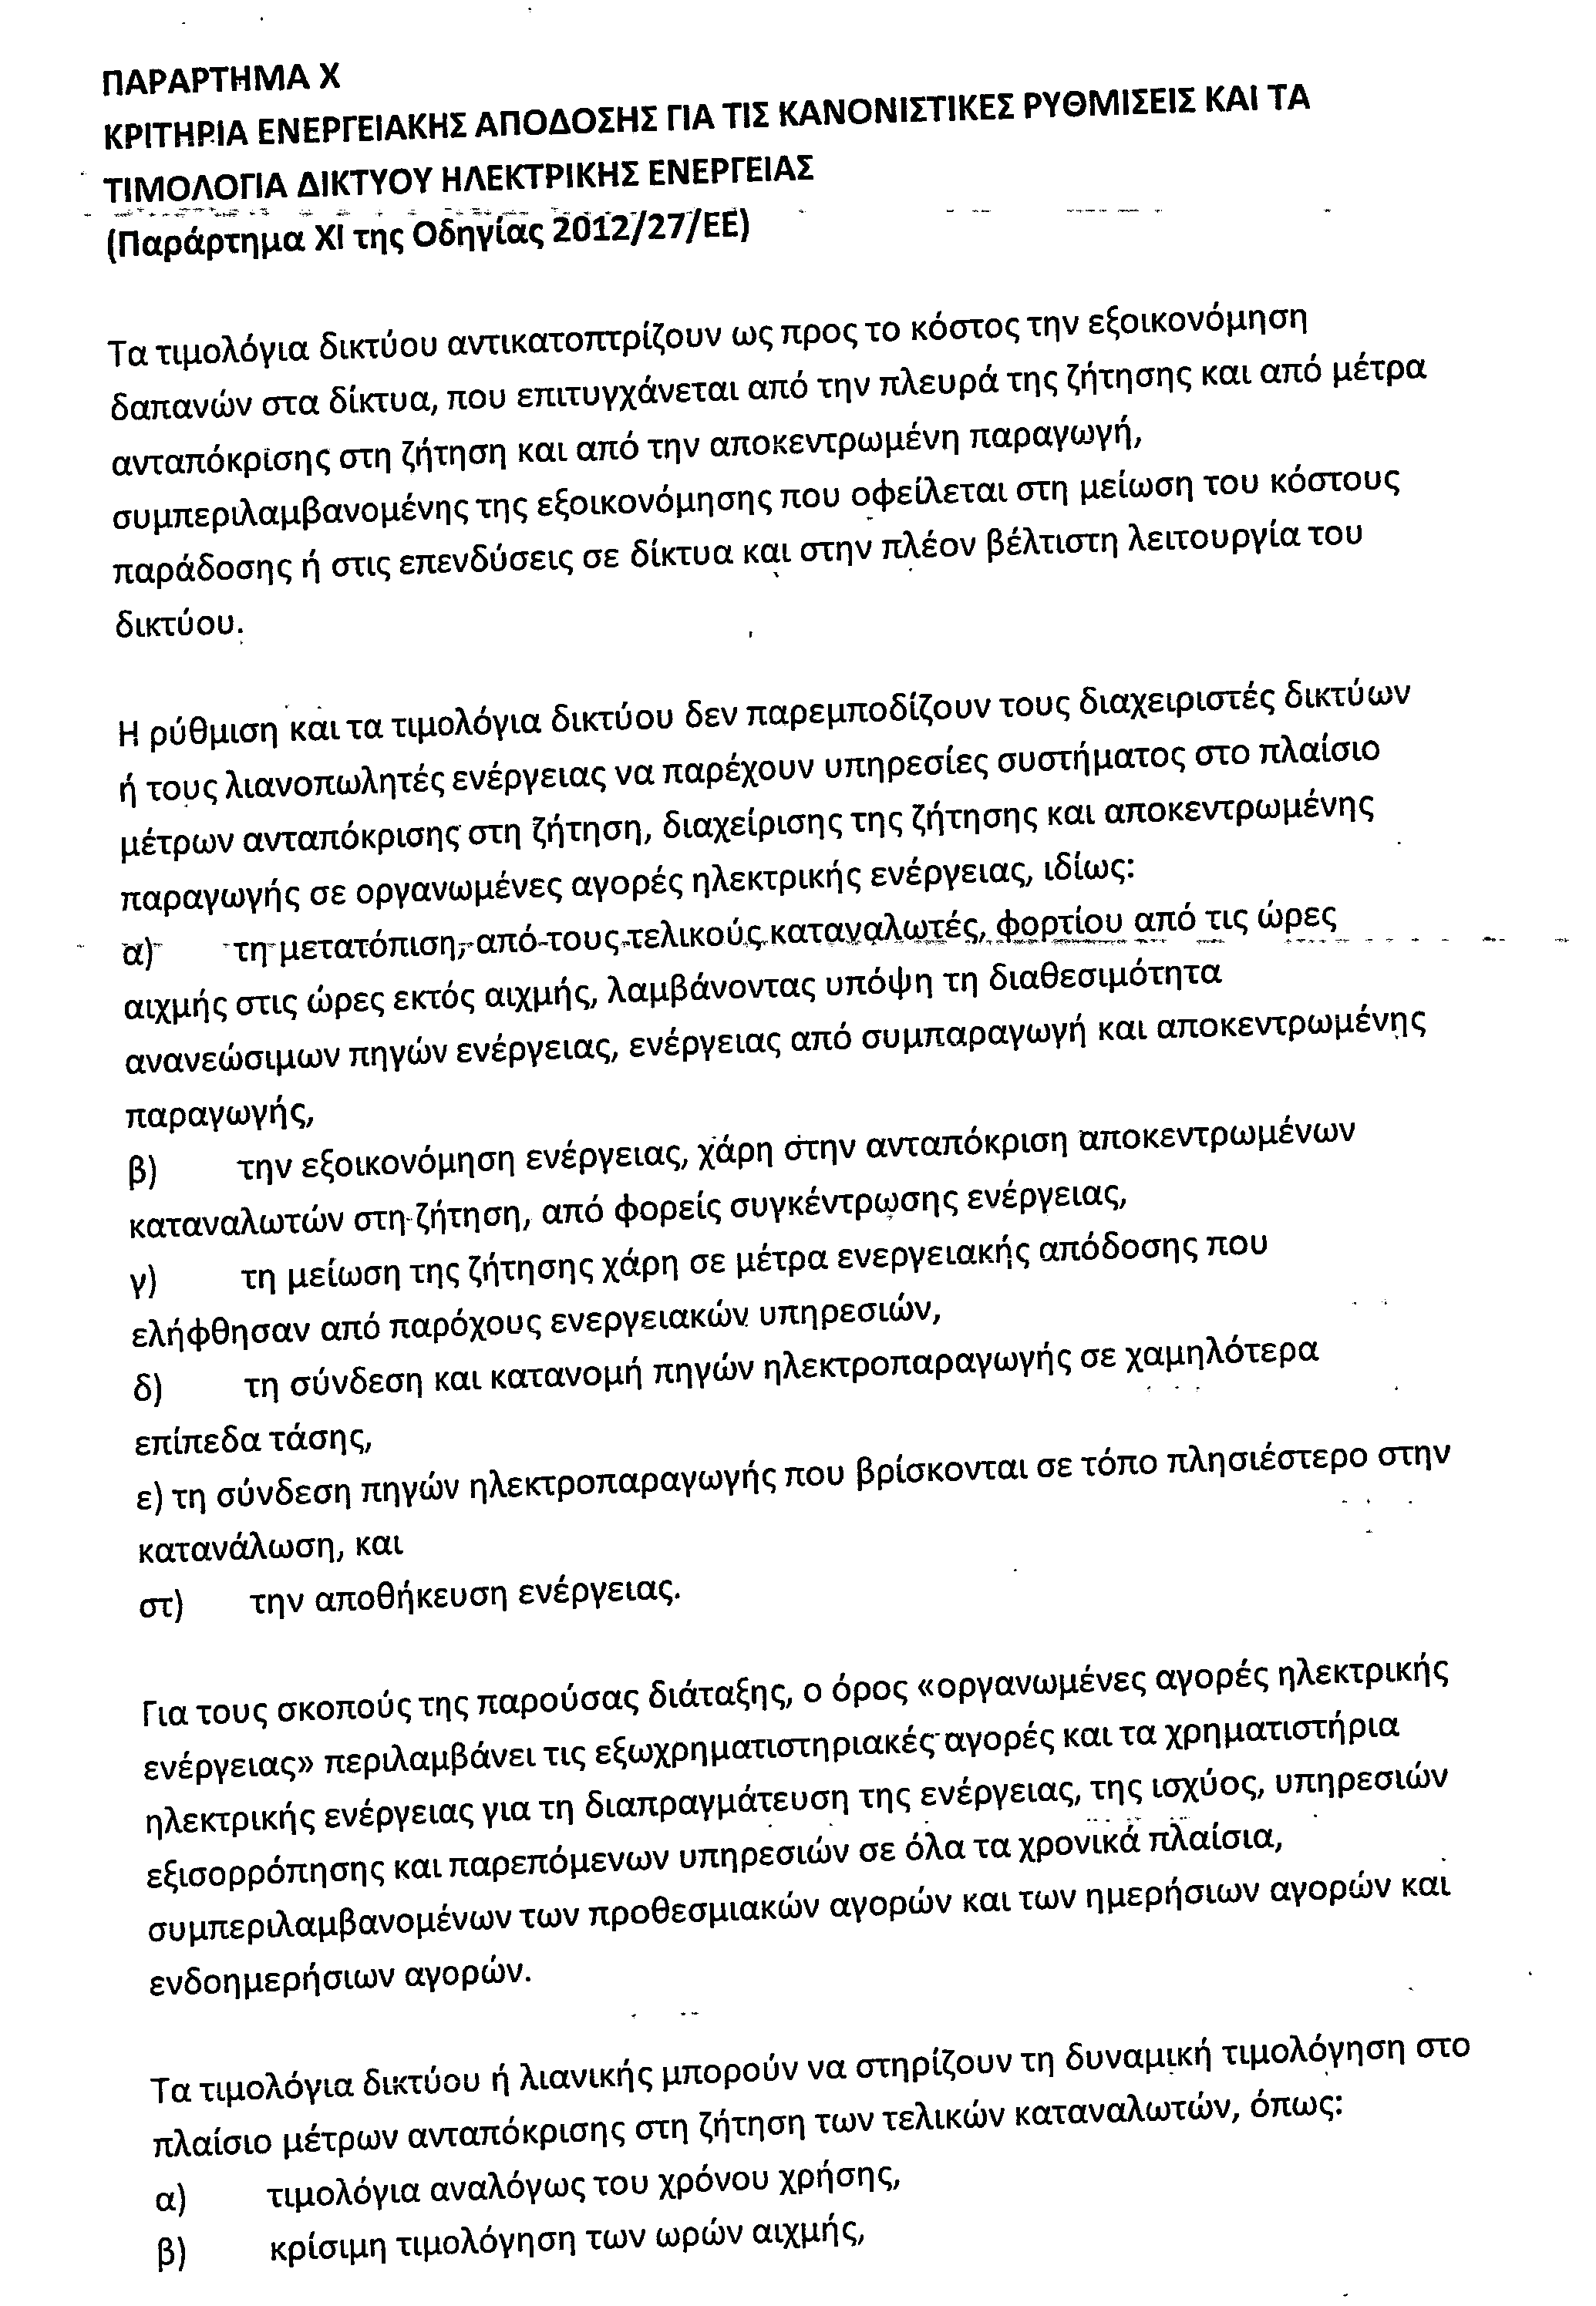 ΠΑΡΑΡΤΗΜΑ Χ
ΚΡΙΤΗΡΙΑ ΕΝΕΡΓΕΙΑΚΗΣ ΑΠΟΔΟΣΗΣ ΓΙΑ ΤΙΣ ΚΑΝΟΝΙΣΤΙΚΕΣ ΡΥΘΜΙΣΕΙΣ ΚΑΙ ΤΑ
ΤΙΜΟΛΟΓΙΑ ΔΙΚΤΥΟΥ ΗΛΕΚΤΡΙΚΗΣ ΕΝΕΡΓΕΙΑΣ
(Παράρτημα ΧΙ της Οδηγίας 2012/27/ΕΕ)
Τα τιμολόγια δικτύου αντικατοπτρίζουν ως προς το κόστος την εξοικονόμηση
δαπανών στα δίκτυα, που επιτυγχάνεται από την πλευρά της ζήτησης και από μέτρα
ανταπόκρισης στη ζήτηση και από την αποκεντρωμένη παραγωγή,
συμπεριλαμβανομένης της εξοικονόμησης που οφείλεται στη μείωση του κόστους
παράδοσης ή στις επενδύσεις σε δίκτυα και στην πλέον βέλτιστη λειτουργία του
δικτύου.
Η ρύθμιση και τα τιμολόγια δικτύου δεν παρεμποδίζουν τους διαχειριστές δικτύων
ή τους λιανοπωλητές ενέργειας να παρέχουν υπηρεσίες συστήματος στο πλαίσιο
μέτρων ανταπόκρισης στη ζήτηση, διαχείρισης της ζήτησης και αποκεντρωμένης
παραγωγής σε οργανωμένες αγορές ηλεκτρικής ενέργειας, ιδίως:
α) τη μετατόπιση, από τους τελικούς καταναλωτές, φορτίου από τις ώρες
αιχμής στις ώρες εκτός αιχμής, λαμβάνοντας υπόψη τη διαθεσιμότητα
ανανεώσιμων πηγών ενέργειας, ενέργειας από συμπαραγωγή και αποκεντρωμένης
παραγωγής,
β) την εξοικονόμηση ενέργειας, χάρη στην ανταπόκριση αποκεντρωμένων
καταναλωτών στη ζήτηση, από φορείς συγκέντρωσης ενέργειας,
γ) τη μείωση της ζήτησης χάρη σε μέτρα ενεργειακής απόδοσης που
ελήφθησαν από παρόχους ενεργειακών υπηρεσιών,
δ) τη σύνδεση και κατανομή πηγών ηλεκτροπαραγωγής σε χαμηλότερα
επίπεδα τάσης,
ε) τη σύνδεση πηγών ηλεκτροπαραγωγής που βρίσκονται σε τόπο πλησιέστερο στην
κατανάλωση, και
στ) την αποθήκευση ενέργειας.
Για τους σκοπούς της παρούσας διάταξης, ο όρος «οργανωμένες αγορές ηλεκτρικής
ενέργειας» περιλαμβάνει τις εξωχρηματιστηριακές αγορές και τα χρηματιστήρια
ηλεκτρικής ενέργειας για τη διαπραγμάτευση της ενέργειας, της ισχύος, υπηρεσιών
εξισορρόπησης και παρεπόμενων υπηρεσιών σε όλα τα χρονικά πλαίσια,
συμπεριλαμβανομένων των προθεσμιακών αγορών και των ημερήσιων αγορών και
ενδοημερήσιων αγορών.
Τα τιμολόγια δικτύου ή λιανικής μπορούν να στηρίζουν τη δυναμική τιμολόγηση στο
πλαίσιο μέτρων ανταπόκρισης στη ζήτηση των τελικών καταναλωτών, όπως:
α) τιμολόγια αναλόγως του χρόνου χρήσης,
β) κρίσιμη τιμολόγηση των ωρών αιχμής,